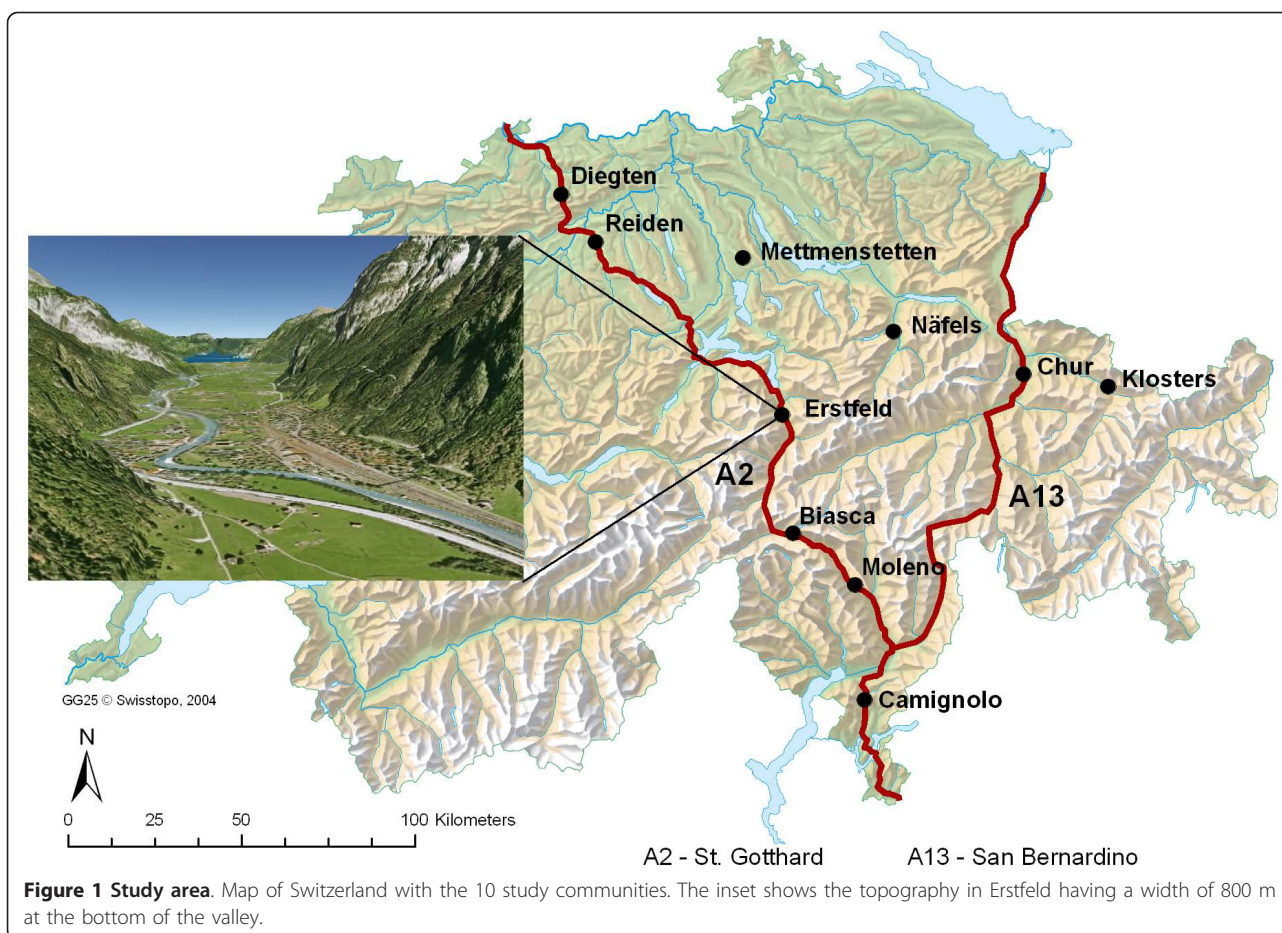 Diegten
Reiden
Mettmenstetten
Näfels
Chur
Klosters
Erstfeld
A2
A13
Biasca
Moleno
GG25 © Swisstopo, 2004
Camignolo
N
0 25 50 100 Kilometers
A2 - St. Gotthard A13 - San Bernardino
Figure 1 Study area. Map of Switzerland with the 10 study communities. The inset shows the topography in Erstfeld having a width of 800 m
at the bottom of the valley.